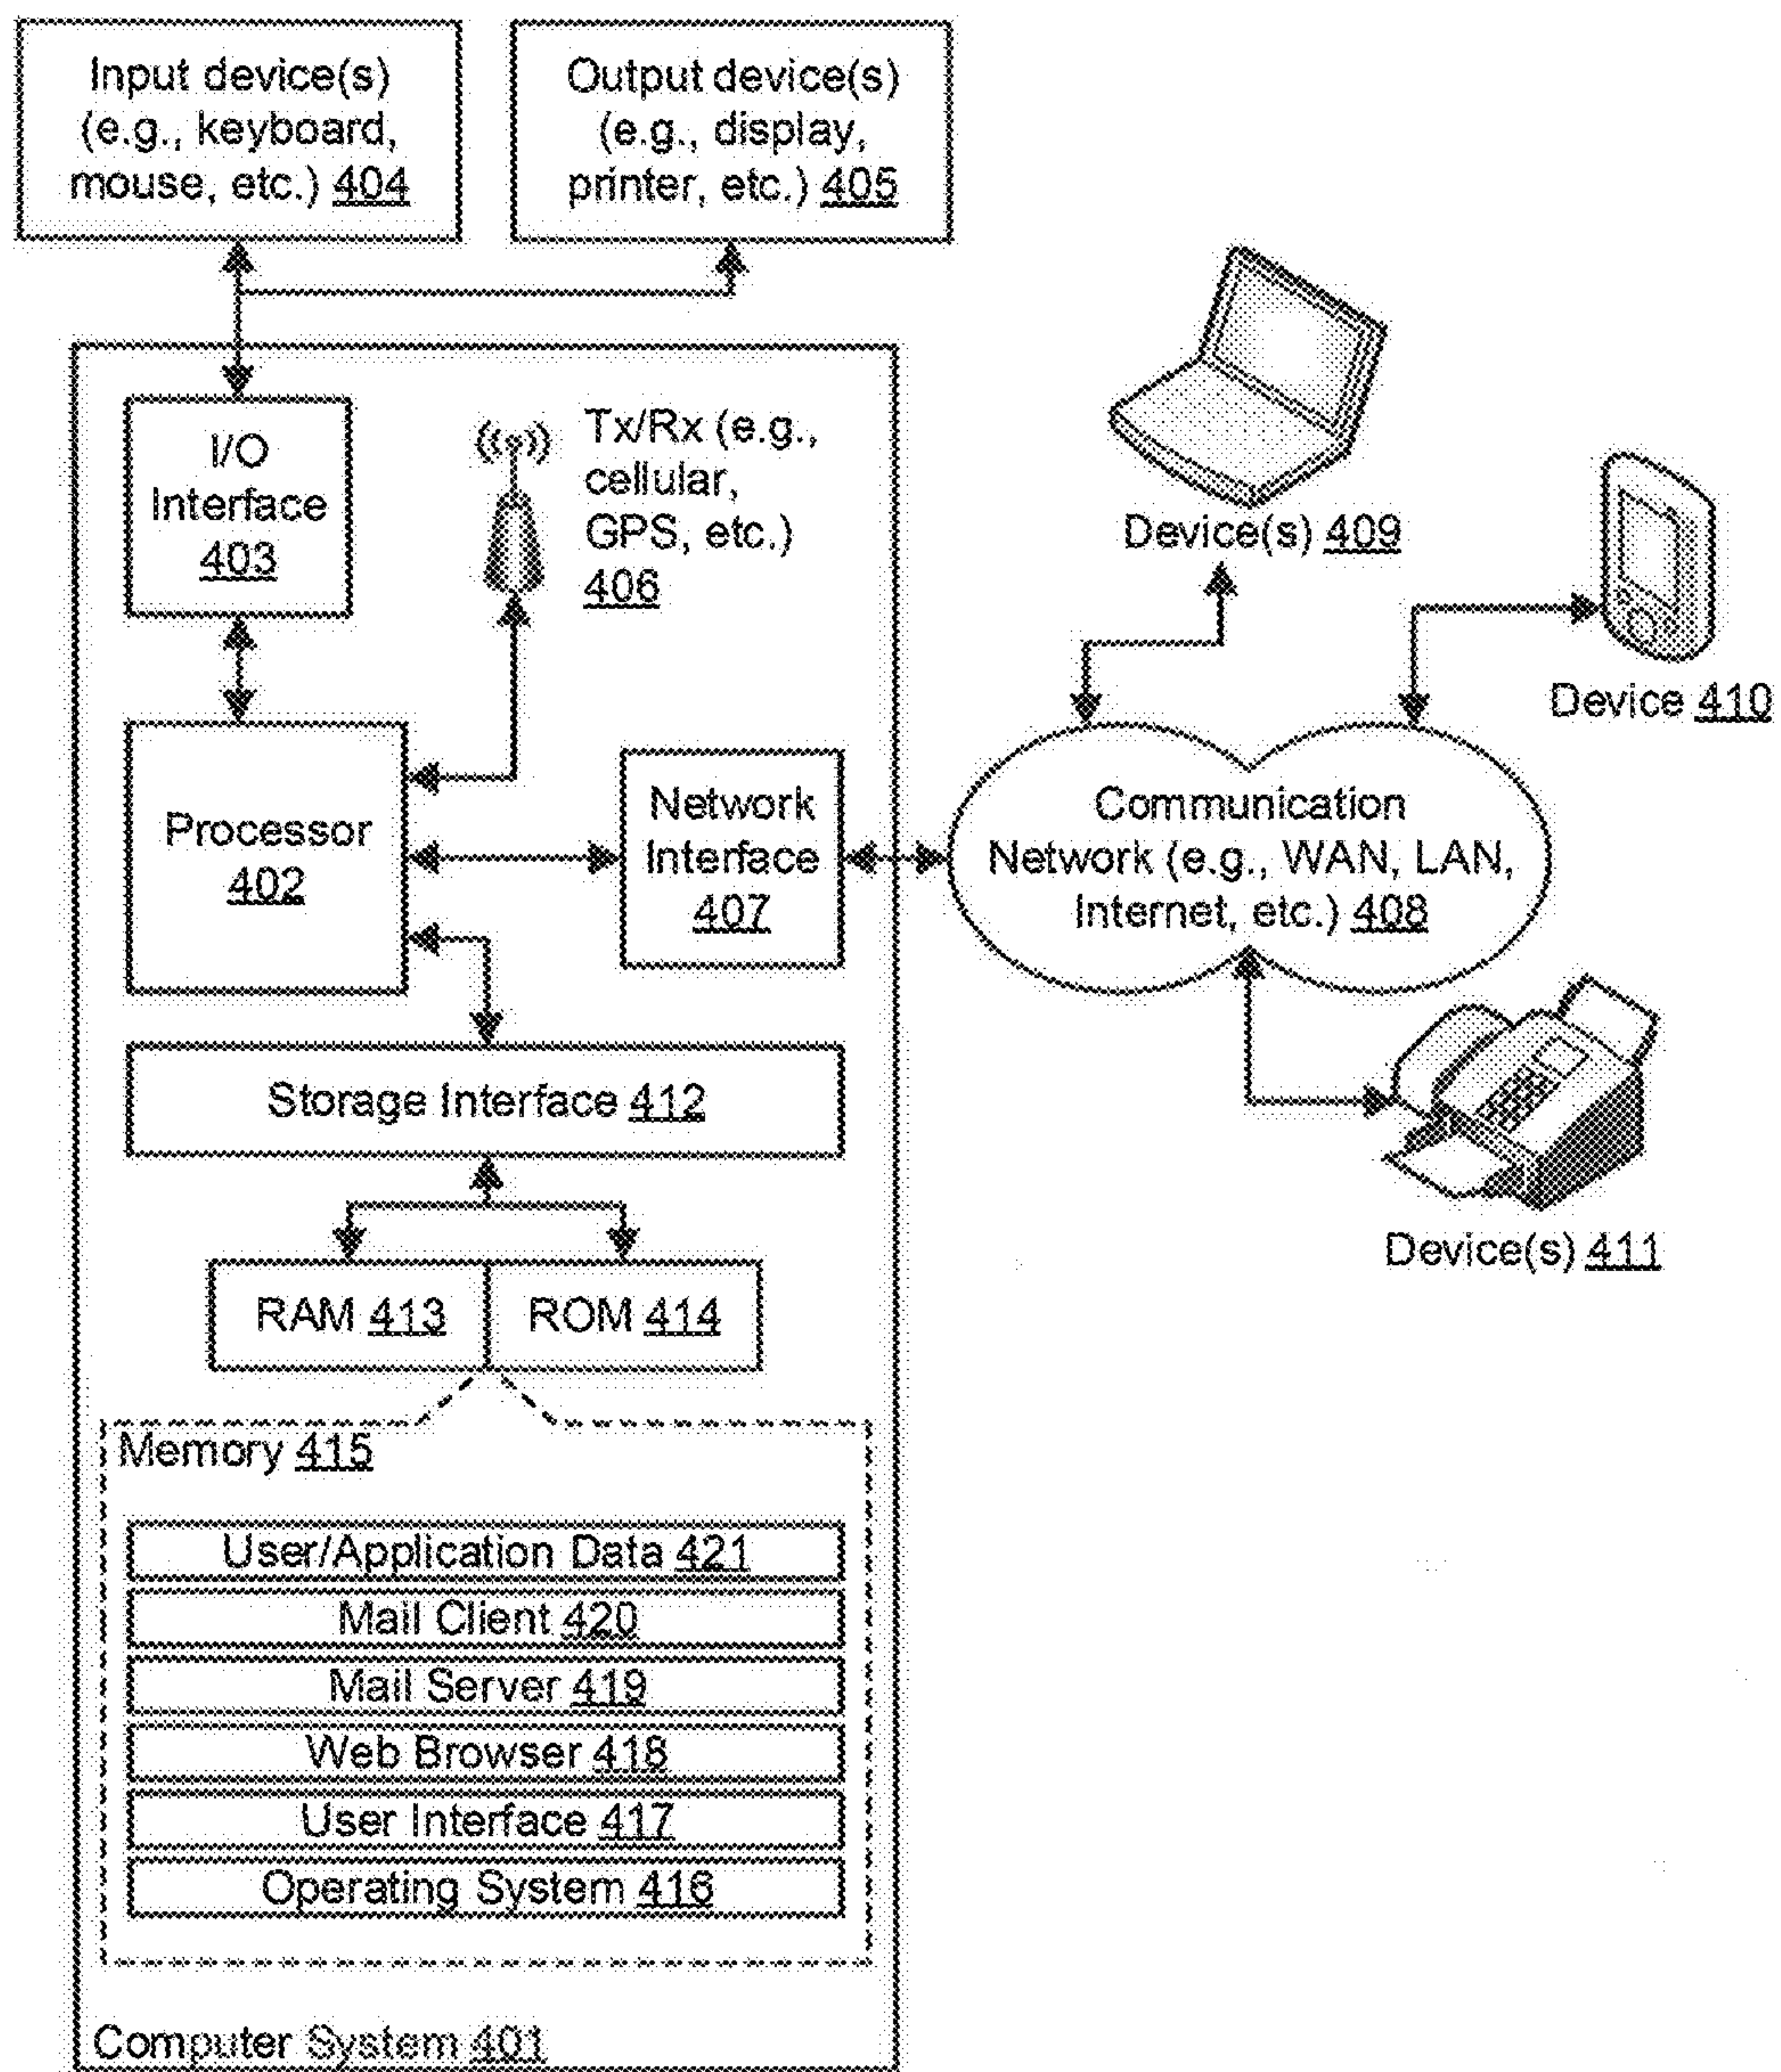 Input device(s)
(e.g., keyboard,
mouse, etc.) 404
Output device(s)
(e.g., display,
printer, etc.) 405
I/O
Interface
403
Tx/Rx (e.g.,
cellular,
GPS, etc.)
406
Device(s) 409
Device 410
Processor
402
Network
Interface
407
Communication
Network (e.g., WAN, LAN,
Internet, etc.) 408
Storage Interface 412
Device(s) 411
RAM 413
ROM 414
Memory 415
User/Application Data 421
Mail Client 420
Mail Server 419
Web Browser 418
User Interface 417
Operating System 416
Computer System 401